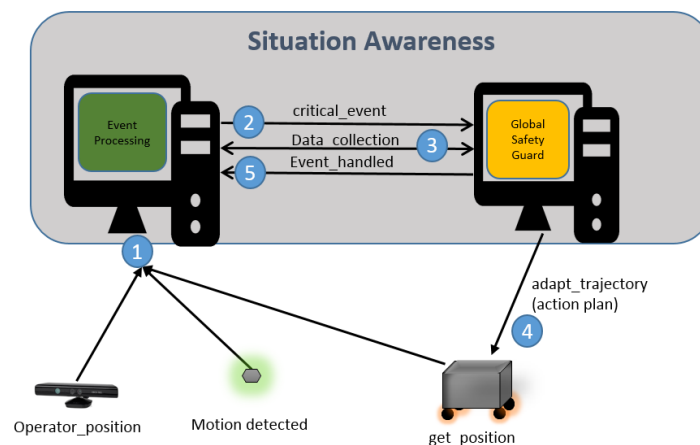 Situation Awareness
Event
Processing
2
critical_event
Data_collection
3
Event_handled
5
Global
Safety
Guard
1
adapt_trajectory
(action plan)
4
Operator_position
Motion detected
get_position